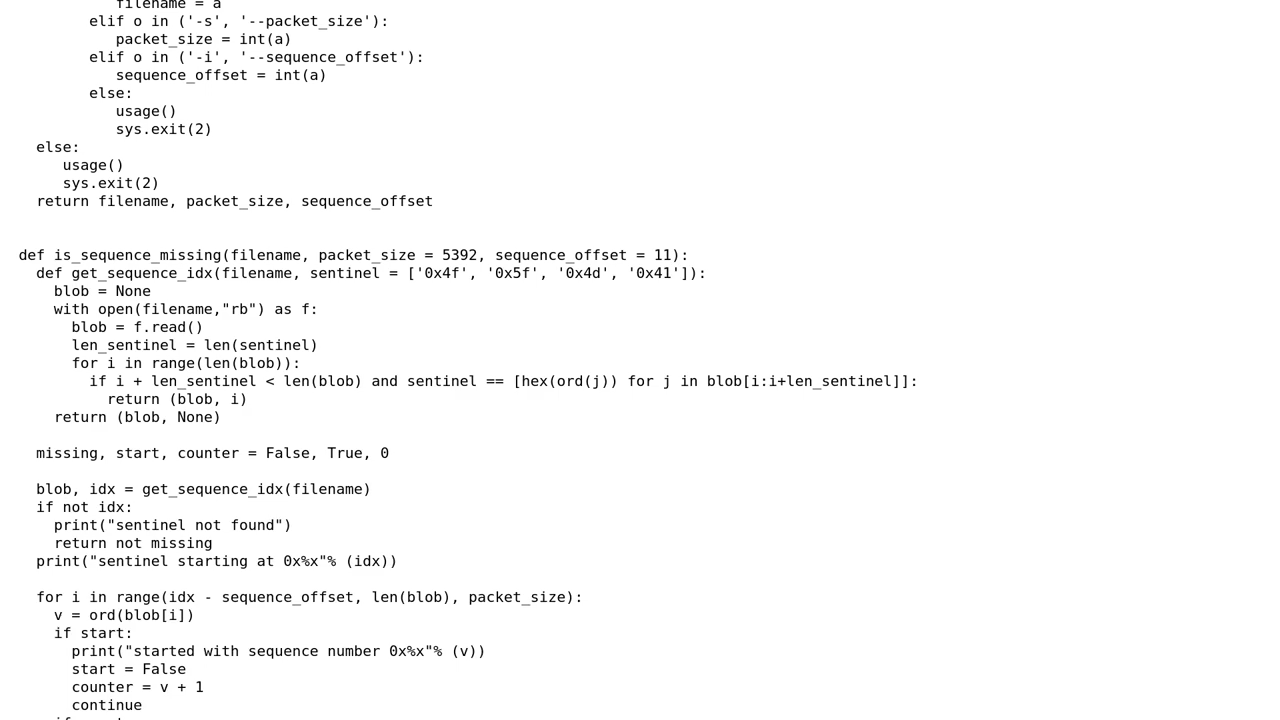 filename = a
elif o in ('-s', '--packet_size'):
packet_size = int(a)
elif o in ('-i', '--sequence_offset'):
sequence_offset = int(a)
else:
usage()
sys.exit(2)
else:
usage()
sys.exit(2)
return filename, packet_size, sequence_offset
def is_sequence_missing(filename, packet_size = 5392, sequence_offset = 11):
def get_sequence_idx(filename, sentinel = ['0x4f', '0x5f', '0x4d', '0x41']):
blob = None
with open(filename,"rb") as f:
blob = f.read()
len_sentinel = len(sentinel)
for i in range(len(blob)):
if i + len_sentinel < len(blob) and sentinel == [hex(ord(j)) for j in blob[i:i+len_sentinel]]:
return (blob, i)
return (blob, None)
missing, start, counter = False, True, 0
blob, idx = get_sequence_idx(filename)
if not idx:
print("sentinel not found")
return not missing
print("sentinel starting at 0x%x"% (idx))
for i in range(idx - sequence_offset, len(blob), packet_size):
v = ord(blob[i])
if start:
print("started with sequence number 0x%x"% (v))
start = False
counter = v + 1
continue